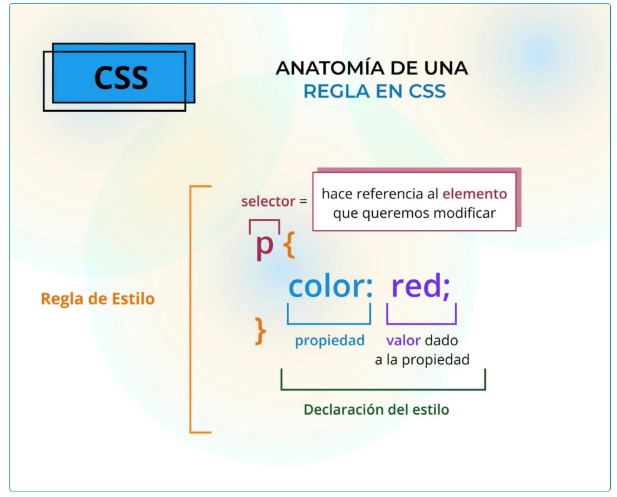 CSS
ANATOMÍA DE UNA
REGLA EN CSS
selector =
hace referencia al elemento
que queremos modificar
p {
color: red;
Regla de Estilo
}
propiedad
valor dado
a la propiedad
Declaración del estilo